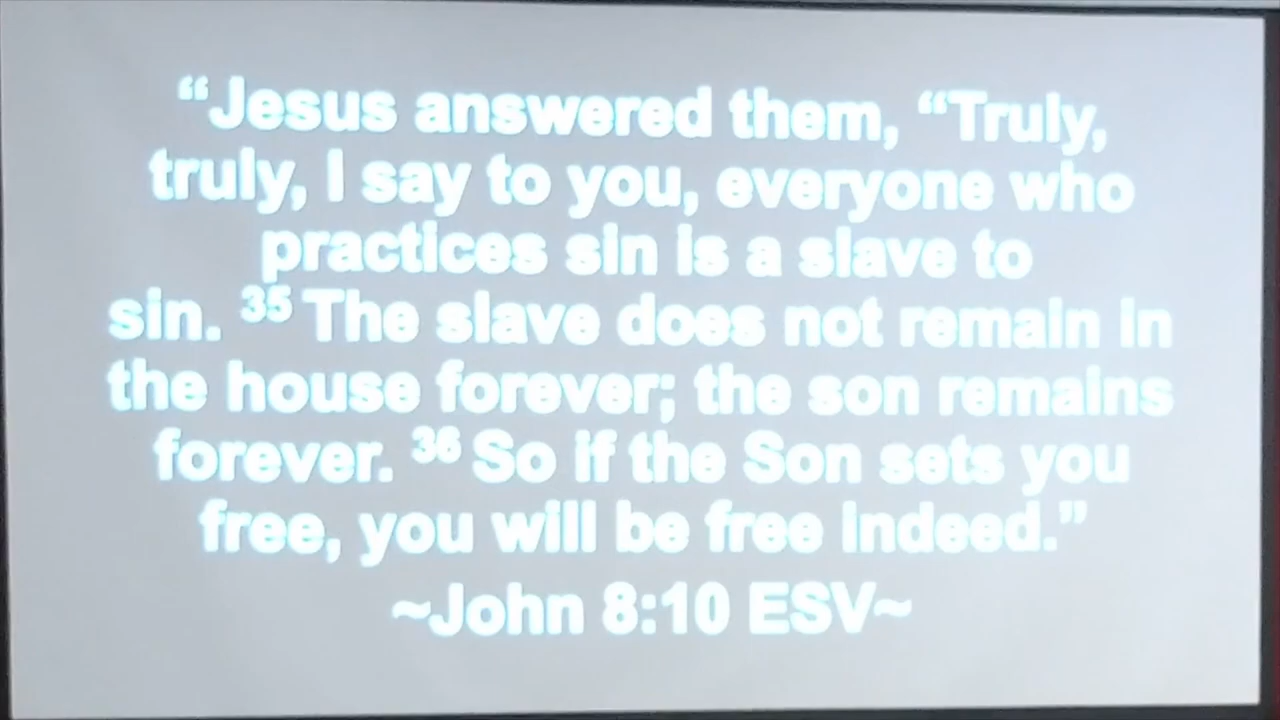 “Jesus answered them, “Truly,
truly, I say to you, everyone who
practices sin is a slave to
sin. ³⁵ The slave does not remain in
the house forever; the son remains
forever. ³⁶ So if the Son sets you
free, you will be free indeed.”
~John 8:10 ESV~